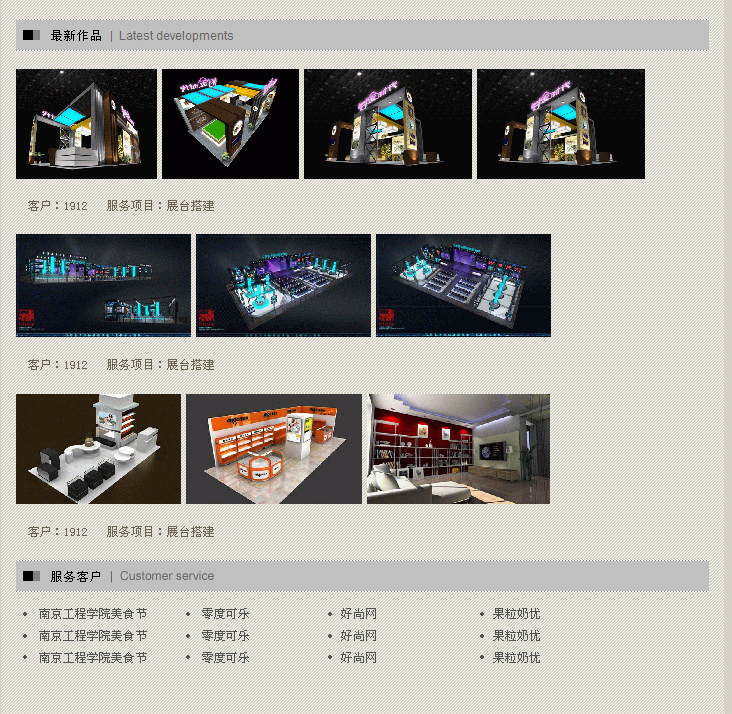 最新作品 | Latest developments
客户：1912 服务项目：展台搭建
客户：1912 服务项目：展台搭建
客户：1912 服务项目：展台搭建
服务客户 | Customer service
• 南京工程学院美食节 • 零度可乐 • 好尚网 • 果粒奶优
• 南京工程学院美食节 • 零度可乐 • 好尚网 • 果粒奶优
• 南京工程学院美食节 • 零度可乐 • 好尚网 • 果粒奶优